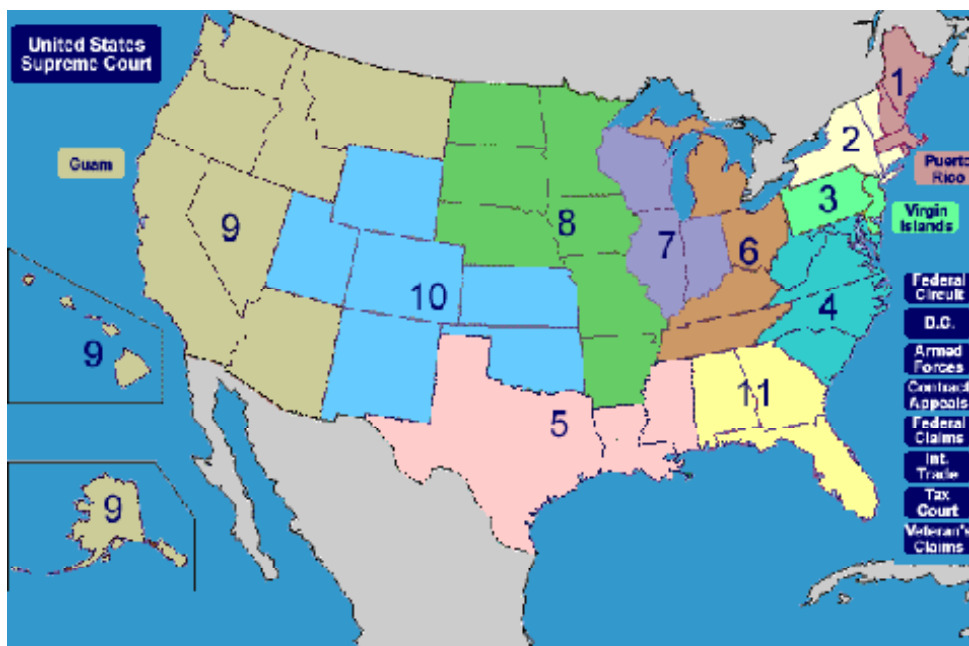 United States
Supreme Court
1
2
Guam
Puerto
Rico
3
Virgin
Islands
9
8
7
6
10
4
Federal
Circuit
D.C.
9
Armed
Forces
Contract
Appeals
11
5
Federal
Claims
Int.
Trade
9
Tax
Court
Veteran's
Claims